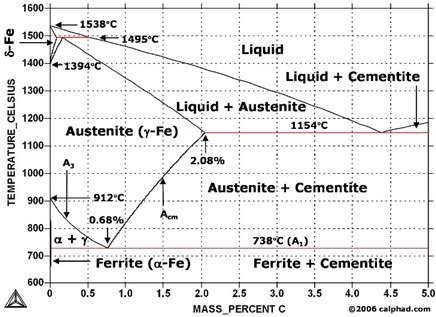 1600
1500
1400
1300
1200
1100
1000
900
800
700
600
TEMPERATURE_CELSIUS
δ-Fe
1538°C
1495°C
1394°C
Liquid
Liquid + Cementite
Liquid + Austenite
Austenite (γ-Fe)
1154°C
2.08%
A3
912°C
Acm
Austenite + Cementite
0.68%
α + γ
738°C (A1)
Ferrite (α-Fe)
Ferrite + Cementite
0 0.5 1.0 1.5 2.0 2.5 3.0 3.5 4.0 4.5 5.0
MASS_PERCENT C
©2006 calphad.com